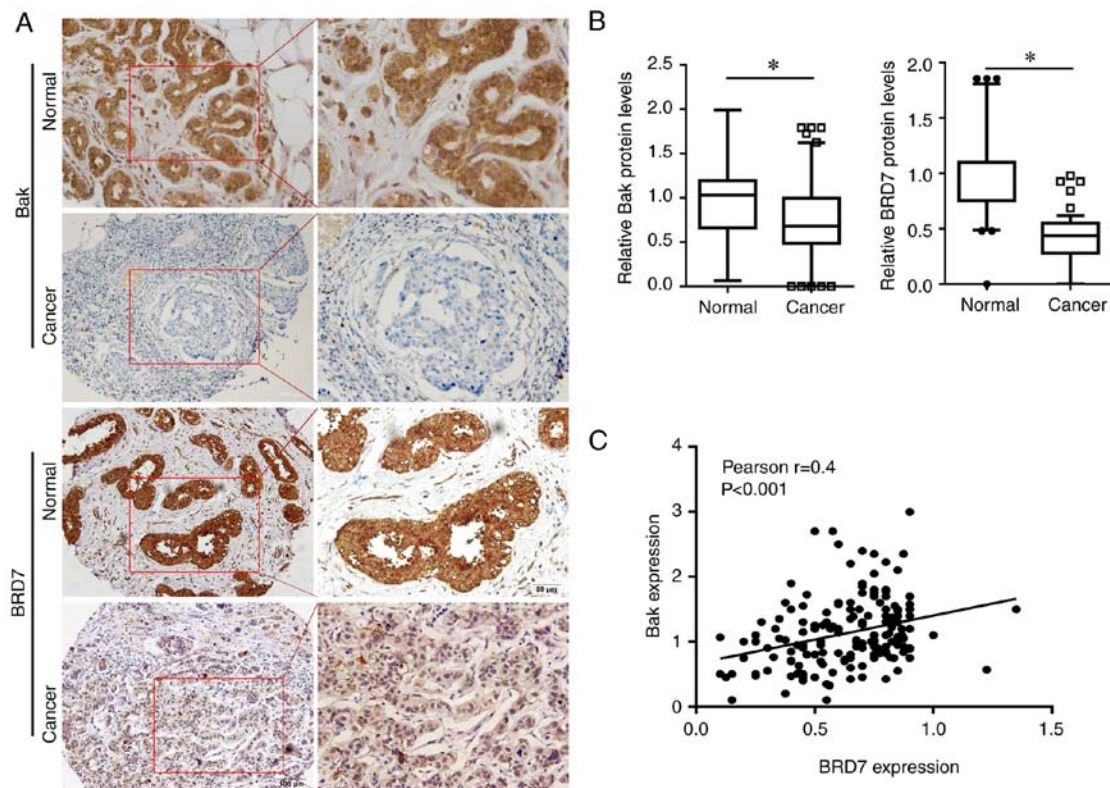 A
Bak
Normal
Cancer
BRD7
Normal
Cancer
B
Relative Bak protein levels
2.5
2.0
1.5
1.0
0.5
0.0
*
Normal
Cancer
Relative BRD7 protein levels
2.0
1.5
1.0
0.5
0.0
*
Normal
Cancer
C
Pearson r=0.4
P<0.001
Bak expression
4
3
2
1
0
0.5
1.0
1.5
BRD7 expression